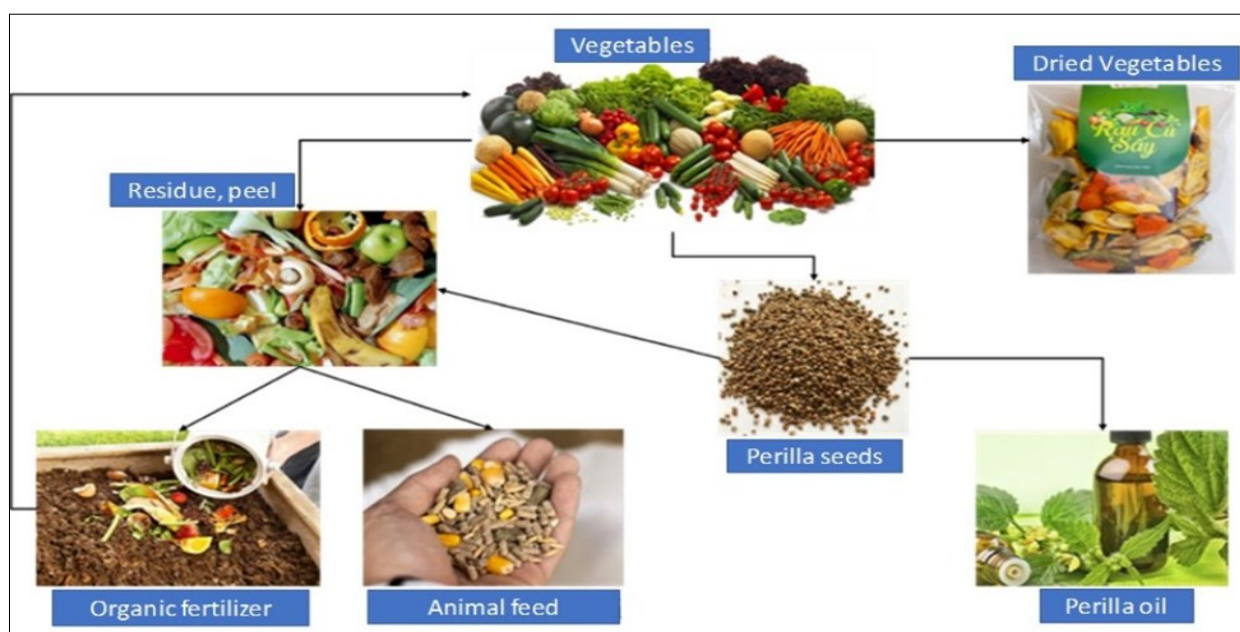 Vegetables
Dried Vegetables
Rau Củ
Sấy
Residue, peel
Perilla seeds
Organic fertilizer
Animal feed
Perilla oil